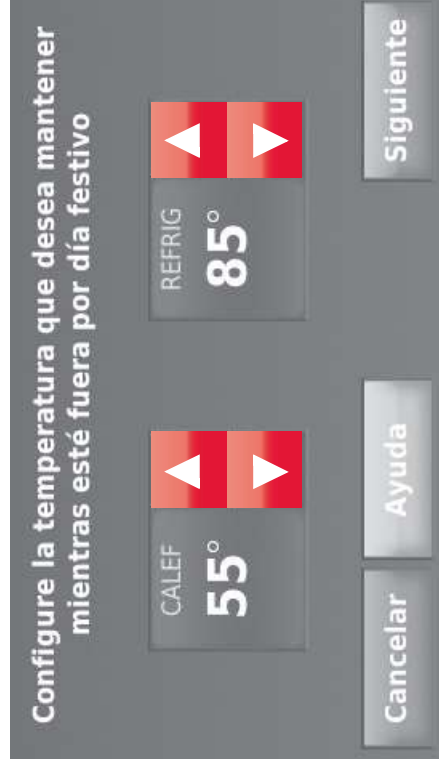 Configure la temperatura que desea mantener
mientras esté fuera por día festivo
CALEF
55°
REFRIG
85°
Cancelar
Ayuda
Siguiente